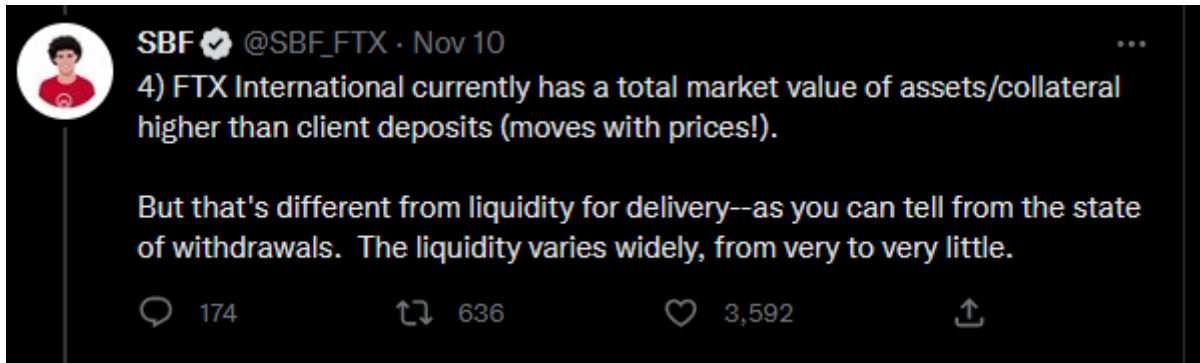 SBF @SBF_FTX · Nov 10
4) FTX International currently has a total market value of assets/collateral
higher than client deposits (moves with prices!).
But that's different from liquidity for delivery--as you can tell from the state
of withdrawals.  The liquidity varies widely, from very to very little.
174 636 3,592